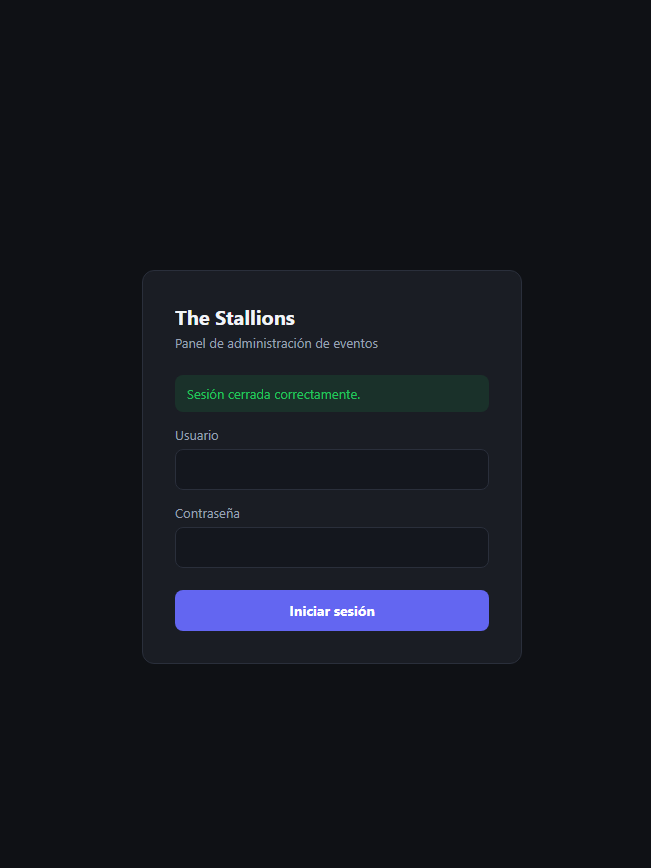 The Stallions
Panel de administración de eventos
Sesión cerrada correctamente.
Usuario
Contraseña
Iniciar sesión